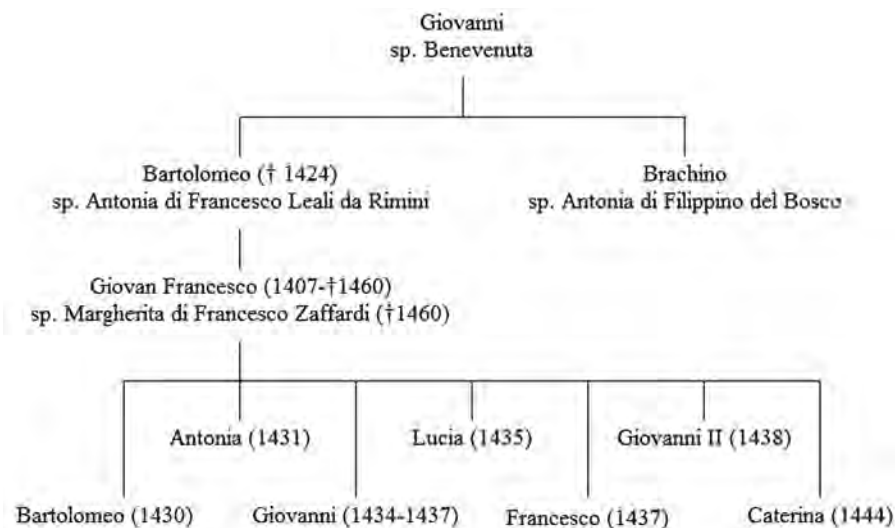 Giovanni
sp. Benevenuta
Bartolomeo († 1424)
sp. Antonia di Francesco Leali da Rimini
Brachino
sp. Antonia di Filippino del Bosco
Giovan Francesco (1407-†1460)
sp. Margherita di Francesco Zaffardi (†1460)
Antonia (1431)
Lucia (1435)
Giovanni II (1438)
Bartolomeo (1430)
Giovanni (1434-1437)
Francesco (1437)
Caterina (1444)